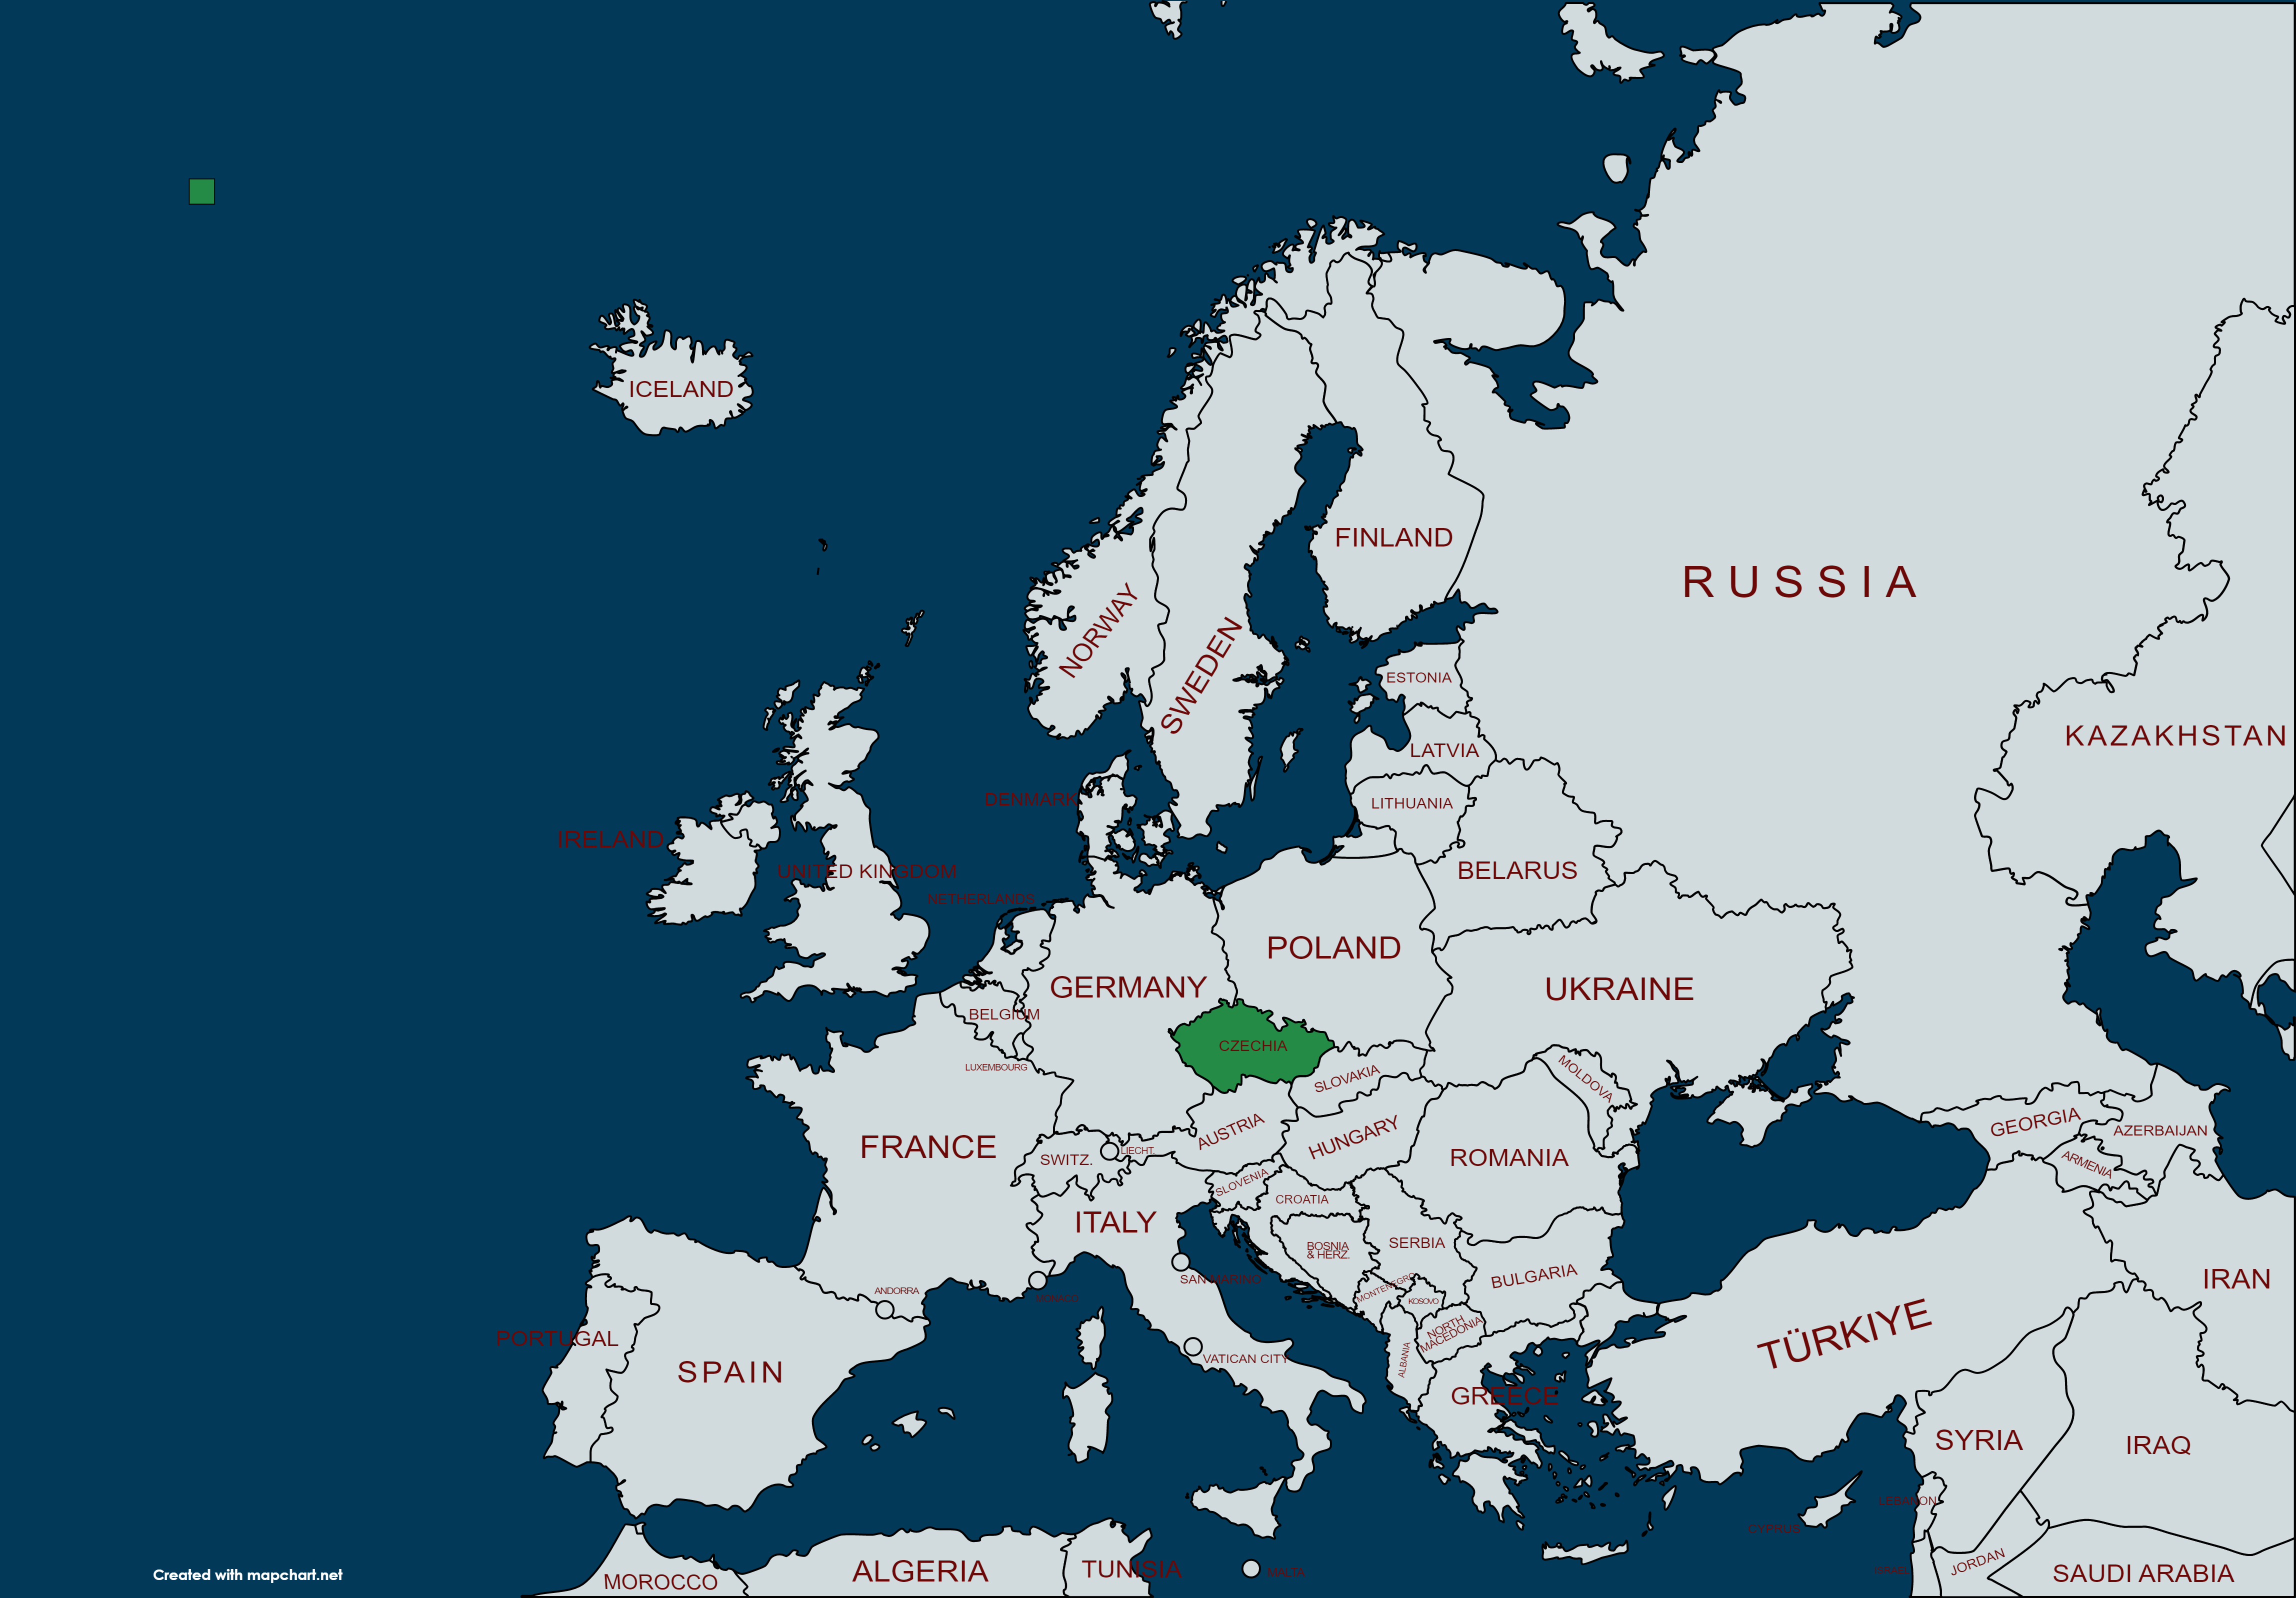 ICELAND
FINLAND
RUSSIA
NORWAY
SWEDEN
ESTONIA
KAZAKHSTAN
LATVIA
DENMARK
LITHUANIA
IRELAND
UNITED KINGDOM
BELARUS
NETHERLANDS
POLAND
GERMANY
UKRAINE
BELGIUM
CZECHIA
LUXEMBOURG
SLOVAKIA
MOLDOVA
FRANCE
AUSTRIA
HUNGARY
GEORGIA
AZERBAIJAN
SWITZ.
LIECHT.
ROMANIA
ARMENIA
SLOVENIA
CROATIA
ITALY
BOSNIA
& HERZ.
SERBIA
SAN MARINO
BULGARIA
IRAN
ANDORRA
MONACO
MONTENEGRO
KOSOVO
PORTUGAL
NORTH
MACEDONIA
TÜRKIYE
VATICAN CITY
ALBANIA
SPAIN
GREECE
SYRIA
IRAQ
LEBANON
CYPRUS
ALGERIA
TUNISIA
MALTA
JORDAN
SAUDI ARABIA
MOROCCO
Created with mapchart.net